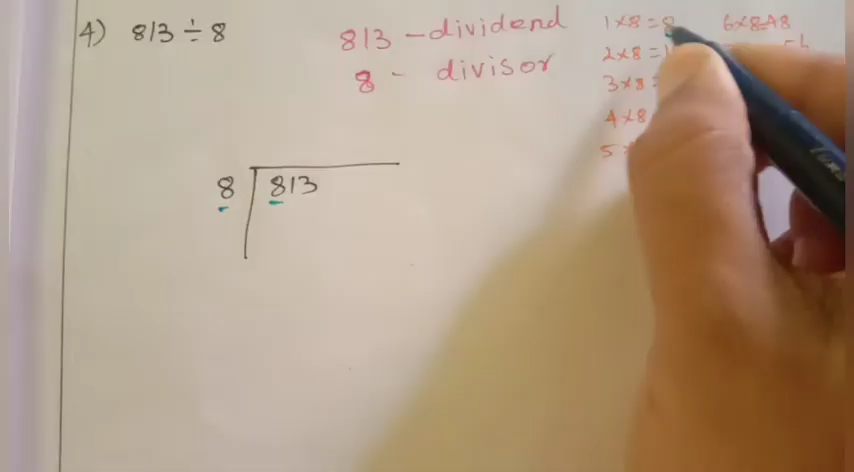 4) 813 ÷ 8
813 - dividend
8 - divisor
1 × 8 = 8
2 × 8 =
3 × 8 =
4 × 8
6 × 8 = 48
8 813